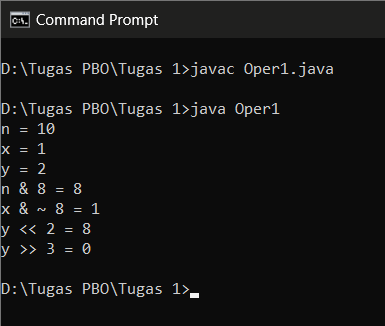 Command Prompt
D:\Tugas PBO\Tugas 1>javac Oper1.java
D:\Tugas PBO\Tugas 1>java Oper1
n = 10
x = 1
y = 2
n & 8 = 8
x & ~ 8 = 1
y << 2 = 8
y >> 3 = 0
D:\Tugas PBO\Tugas 1>